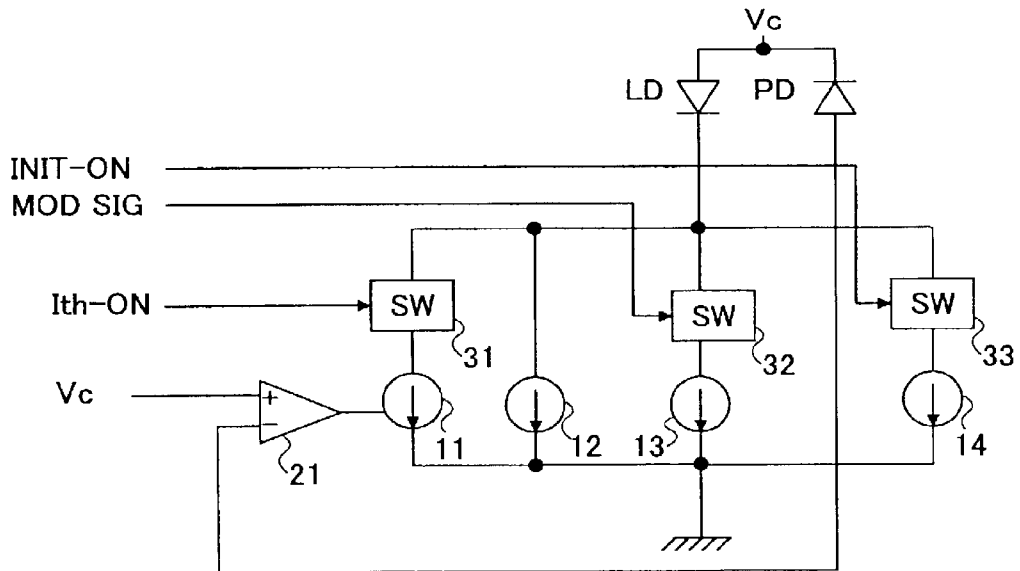 Vc
LD
PD
INIT-ON
MOD SIG
Ith-ON
SW
SW
SW
31
32
33
Vc
+
−
21
11
12
13
14